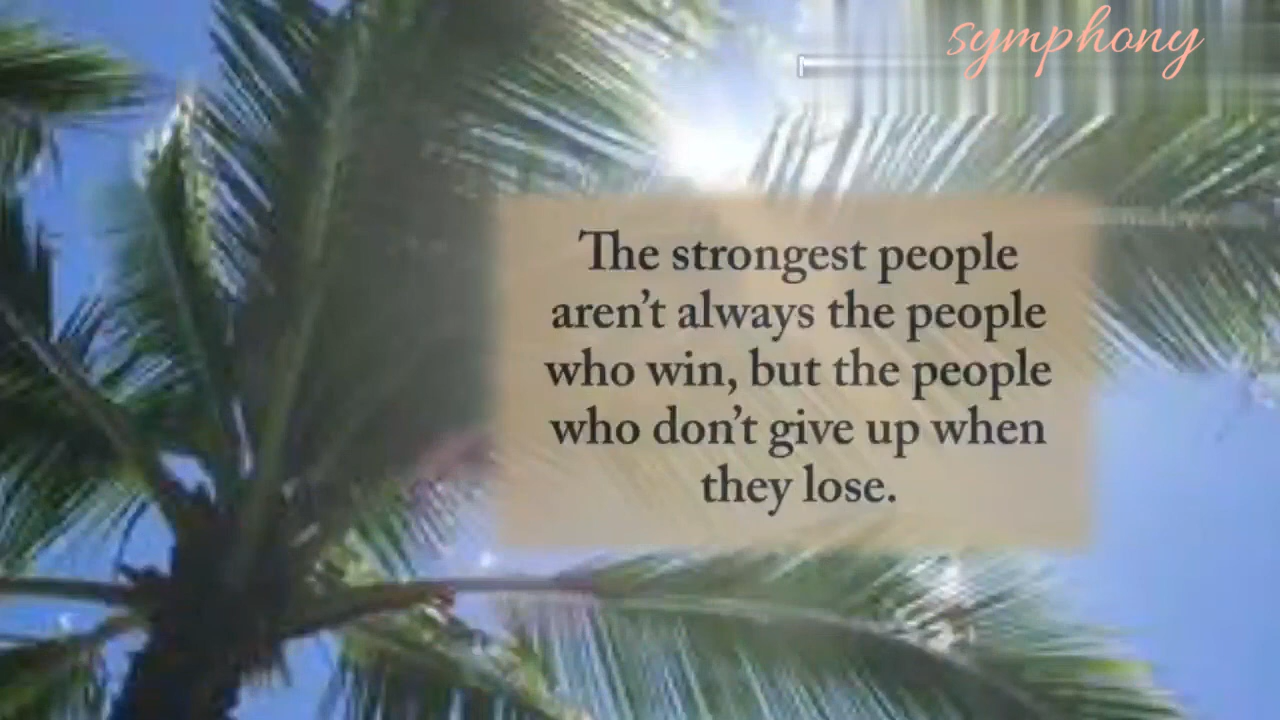 symphony
The strongest people
aren't always the people
who win, but the people
who don't give up when
they lose.